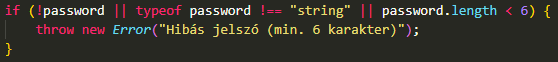 if (!password || typeof password !== "string" || password.length < 6) {
    throw new Error("Hibás jelszó (min. 6 karakter)");
}